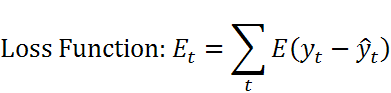 Loss Function: E_t = ∑_t E(y_t − ŷ_t)